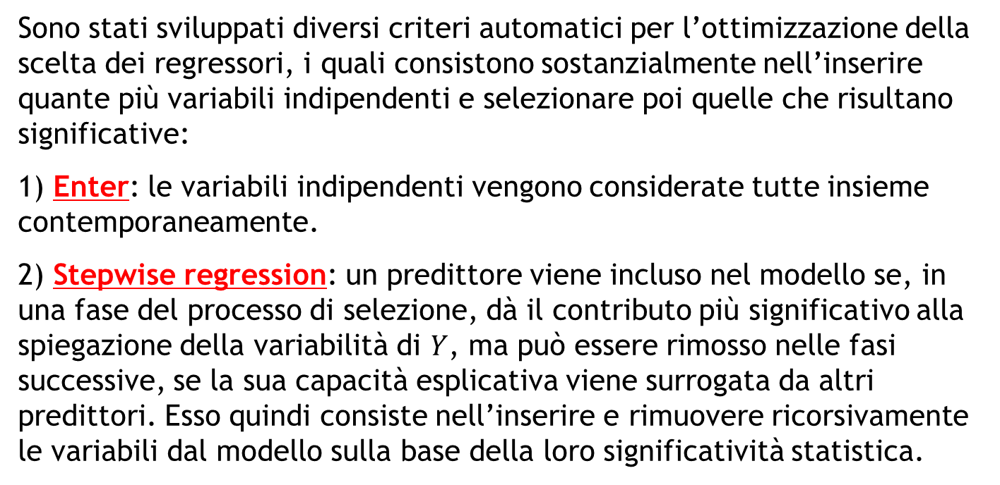 Sono stati sviluppati diversi criteri automatici per l’ottimizzazione della
scelta dei regressori, i quali consistono sostanzialmente nell’inserire
quante più variabili indipendenti e selezionare poi quelle che risultano
significative:
1) Enter: le variabili indipendenti vengono considerate tutte insieme
contemporaneamente.
2) Stepwise regression: un predittore viene incluso nel modello se, in
una fase del processo di selezione, dà il contributo più significativo alla
spiegazione della variabilità di Y, ma può essere rimosso nelle fasi
successive, se la sua capacità esplicativa viene surrogata da altri
predittori. Esso quindi consiste nell’inserire e rimuovere ricorsivamente
le variabili dal modello sulla base della loro significatività statistica.